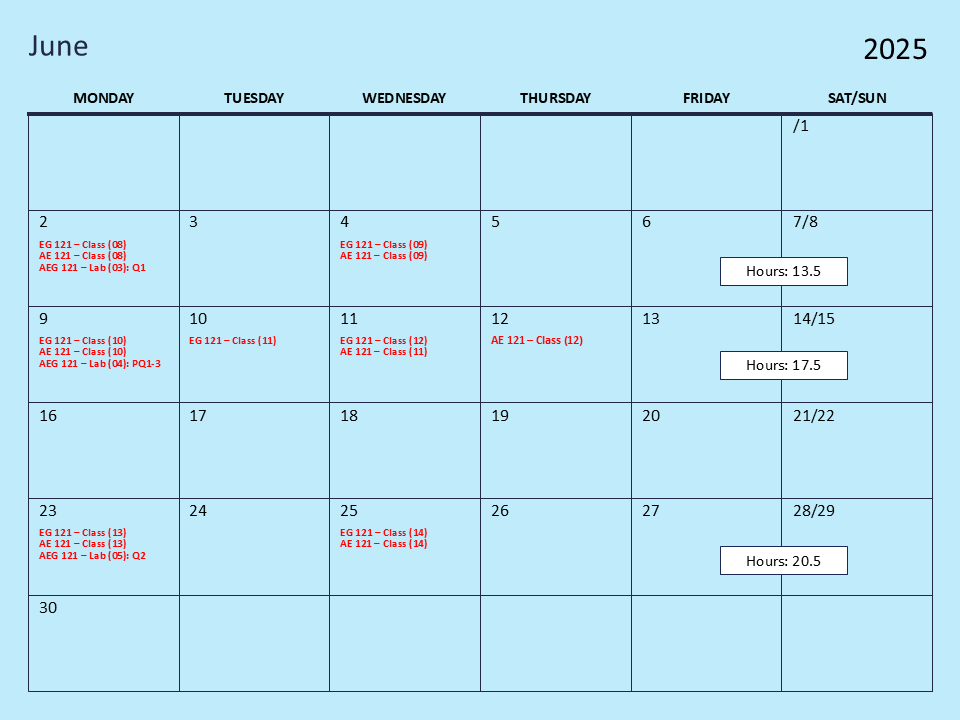 June
2025
MONDAY TUESDAY WEDNESDAY THURSDAY FRIDAY SAT/SUN
/1
2 3 4 5 6 7/8
EG 121 – Class (08) EG 121 – Class (09)
AE 121 – Class (08) AE 121 – Class (09)
AEG 121 – Lab (03): Q1
Hours: 13.5
9 10 11 12 13 14/15
EG 121 – Class (10) EG 121 – Class (11) EG 121 – Class (12) AE 121 – Class (12)
AE 121 – Class (10) AE 121 – Class (11)
AEG 121 – Lab (04): PQ1-3
Hours: 17.5
16 17 18 19 20 21/22
23 24 25 26 27 28/29
EG 121 – Class (13) EG 121 – Class (14)
AE 121 – Class (13) AE 121 – Class (14)
AEG 121 – Lab (05): Q2
Hours: 20.5
30